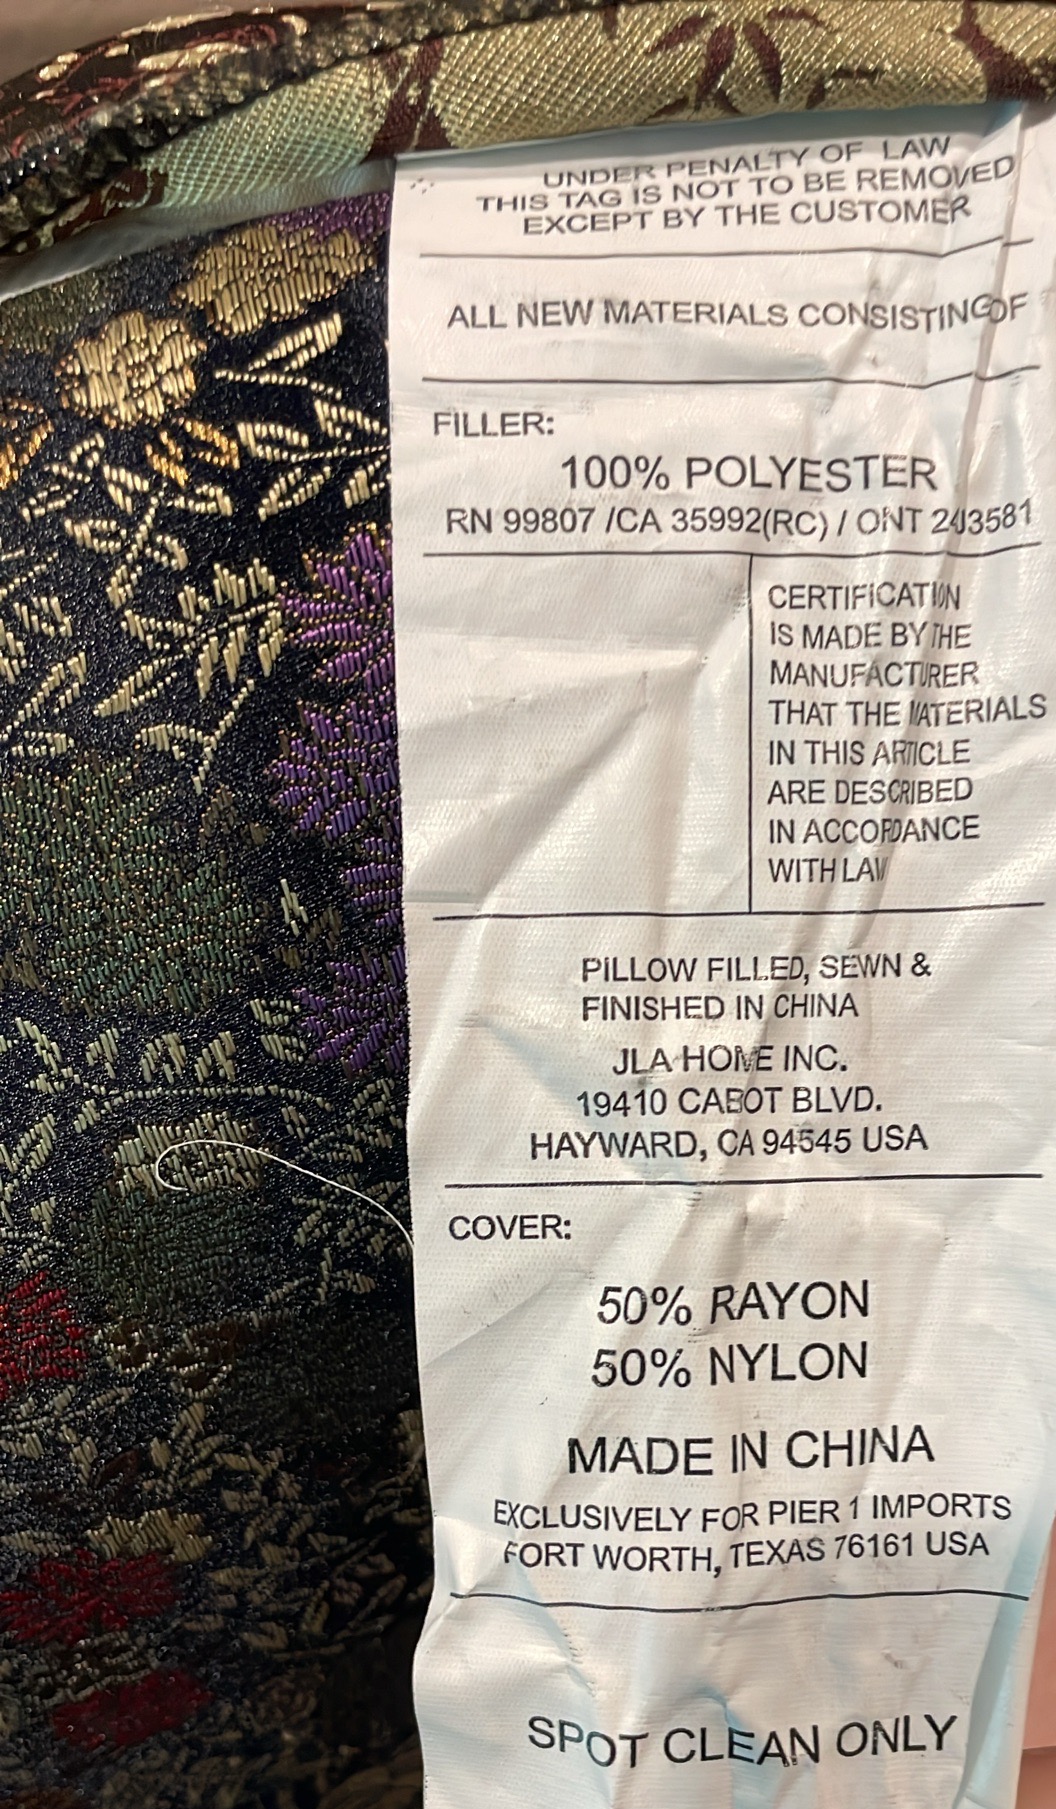 UNDER PENALTY OF LAW
THIS TAG IS NOT TO BE REMOVED
EXCEPT BY THE CUSTOMER
ALL NEW MATERIALS CONSISTING OF
FILLER:
100% POLYESTER
RN 99807 /CA 35992(RC) / ONT 243581
CERTIFICATION
IS MADE BY THE
MANUFACTURER
THAT THE MATERIALS
IN THIS ARTICLE
ARE DESCRIBED
IN ACCORDANCE
WITH LAW
PILLOW FILLED, SEWN &
FINISHED IN CHINA
JLA HOME INC.
19410 CABOT BLVD.
HAYWARD, CA 94545 USA
COVER:
50% RAYON
50% NYLON
MADE IN CHINA
EXCLUSIVELY FOR PIER 1 IMPORTS
FORT WORTH, TEXAS 76161 USA
SPOT CLEAN ONLY